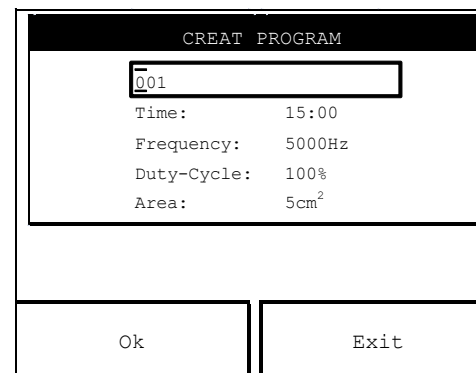 CREAT PROGRAM
001
Time: 15:00
Frequency: 5000Hz
Duty-Cycle: 100%
Area: 5cm²
Ok Exit